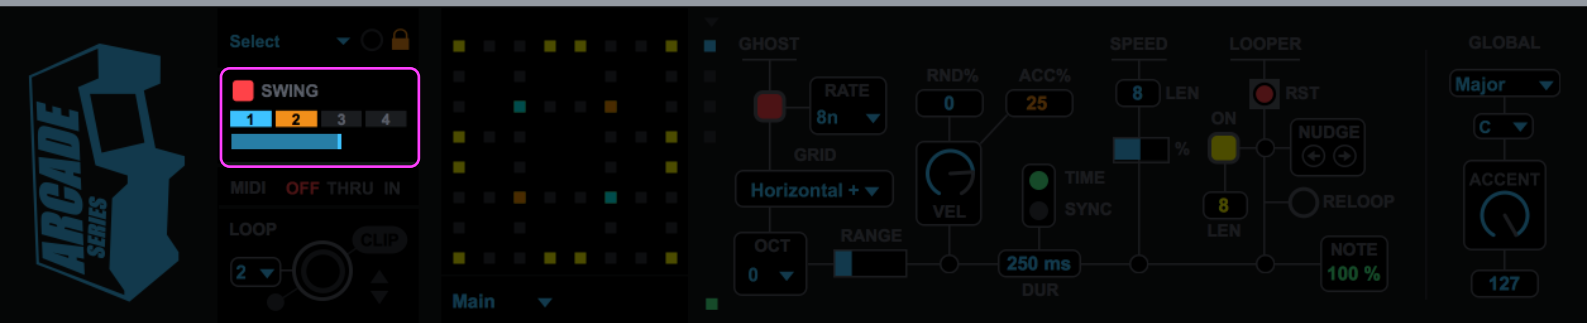 ARCADE
SERIES
Select
SWING
1 2 3 4
MIDI OFF THRU IN
LOOP
CLIP
2
Main
GHOST
RATE
8n
GRID
Horizontal +
OCT
0
RANGE
RND%
0
ACC%
25
VEL
TIME
SYNC
250 ms
DUR
SPEED
8 LEN
%
LOOPER
RST
ON
NUDGE
8
LEN
RELOOP
NOTE
100 %
GLOBAL
Major
C
ACCENT
127